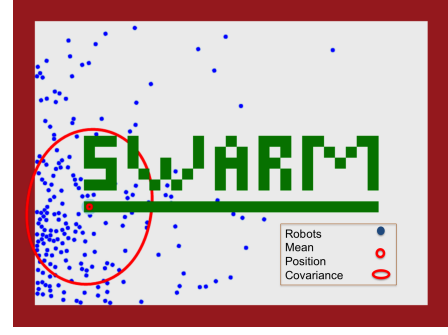 SWARM
Robots
Mean
Position
Covariance